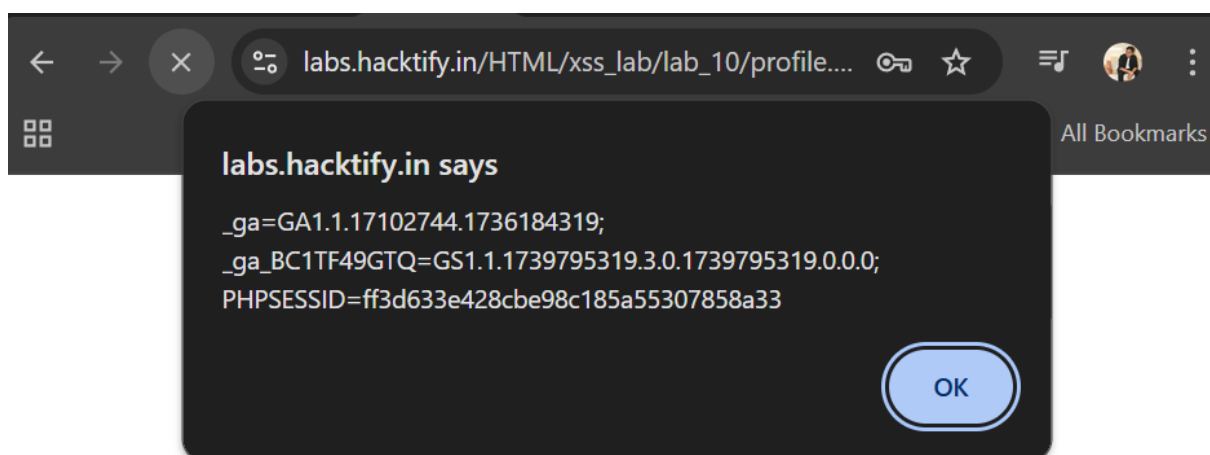 labs.hacktify.in/HTML/xss_lab/lab_10/profile....
All Bookmarks
labs.hacktify.in says
_ga=GA1.1.17102744.1736184319;
_ga_BC1TF49GTQ=GS1.1.1739795319.3.0.1739795319.0.0.0;
PHPSESSID=ff3d633e428cbe98c185a55307858a33
OK